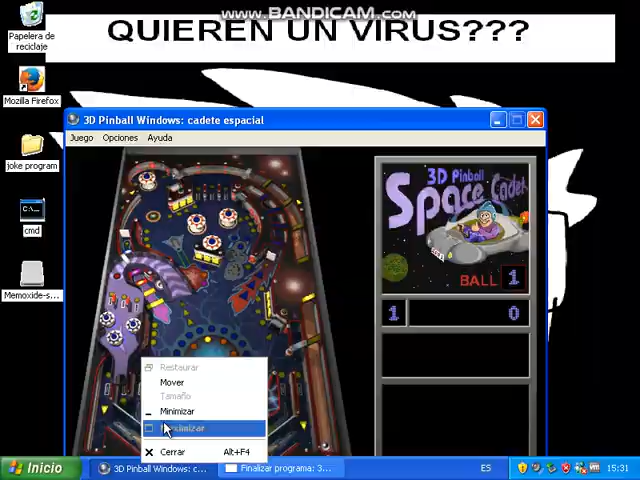 www.BANDICAM.com
QUIEREN UN VIRUS???
Papelera de
reciclaje
Mozilla Firefox
joke program
C:\_
cmd
Memoxide-s...
3D Pinball Windows: cadete espacial
Juego Opciones Ayuda
3D Pinball
Space Cadet
BALL 1
1 0
Restaurar
Mover
Tamaño
Minimizar
Maximizar
Cerrar Alt+F4
Inicio
3D Pinball Windows: c...
Finalizar programa: 3...
ES
15:31